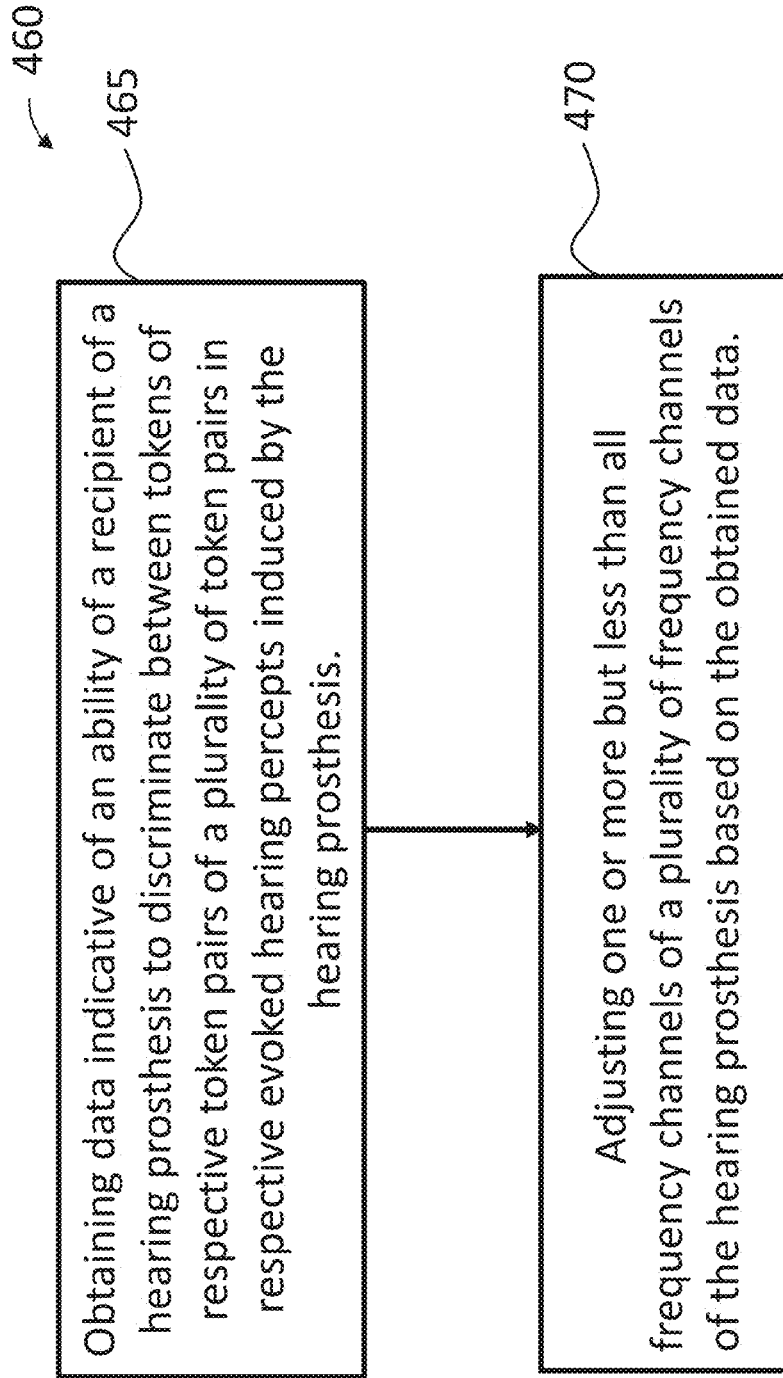 460
465
Obtaining data indicative of an ability of a recipient of a
hearing prosthesis to discriminate between tokens of
respective token pairs of a plurality of token pairs in
respective evoked hearing percepts induced by the
hearing prosthesis.
470
Adjusting one or more but less than all
frequency channels of a plurality of frequency channels
of the hearing prosthesis based on the obtained data.